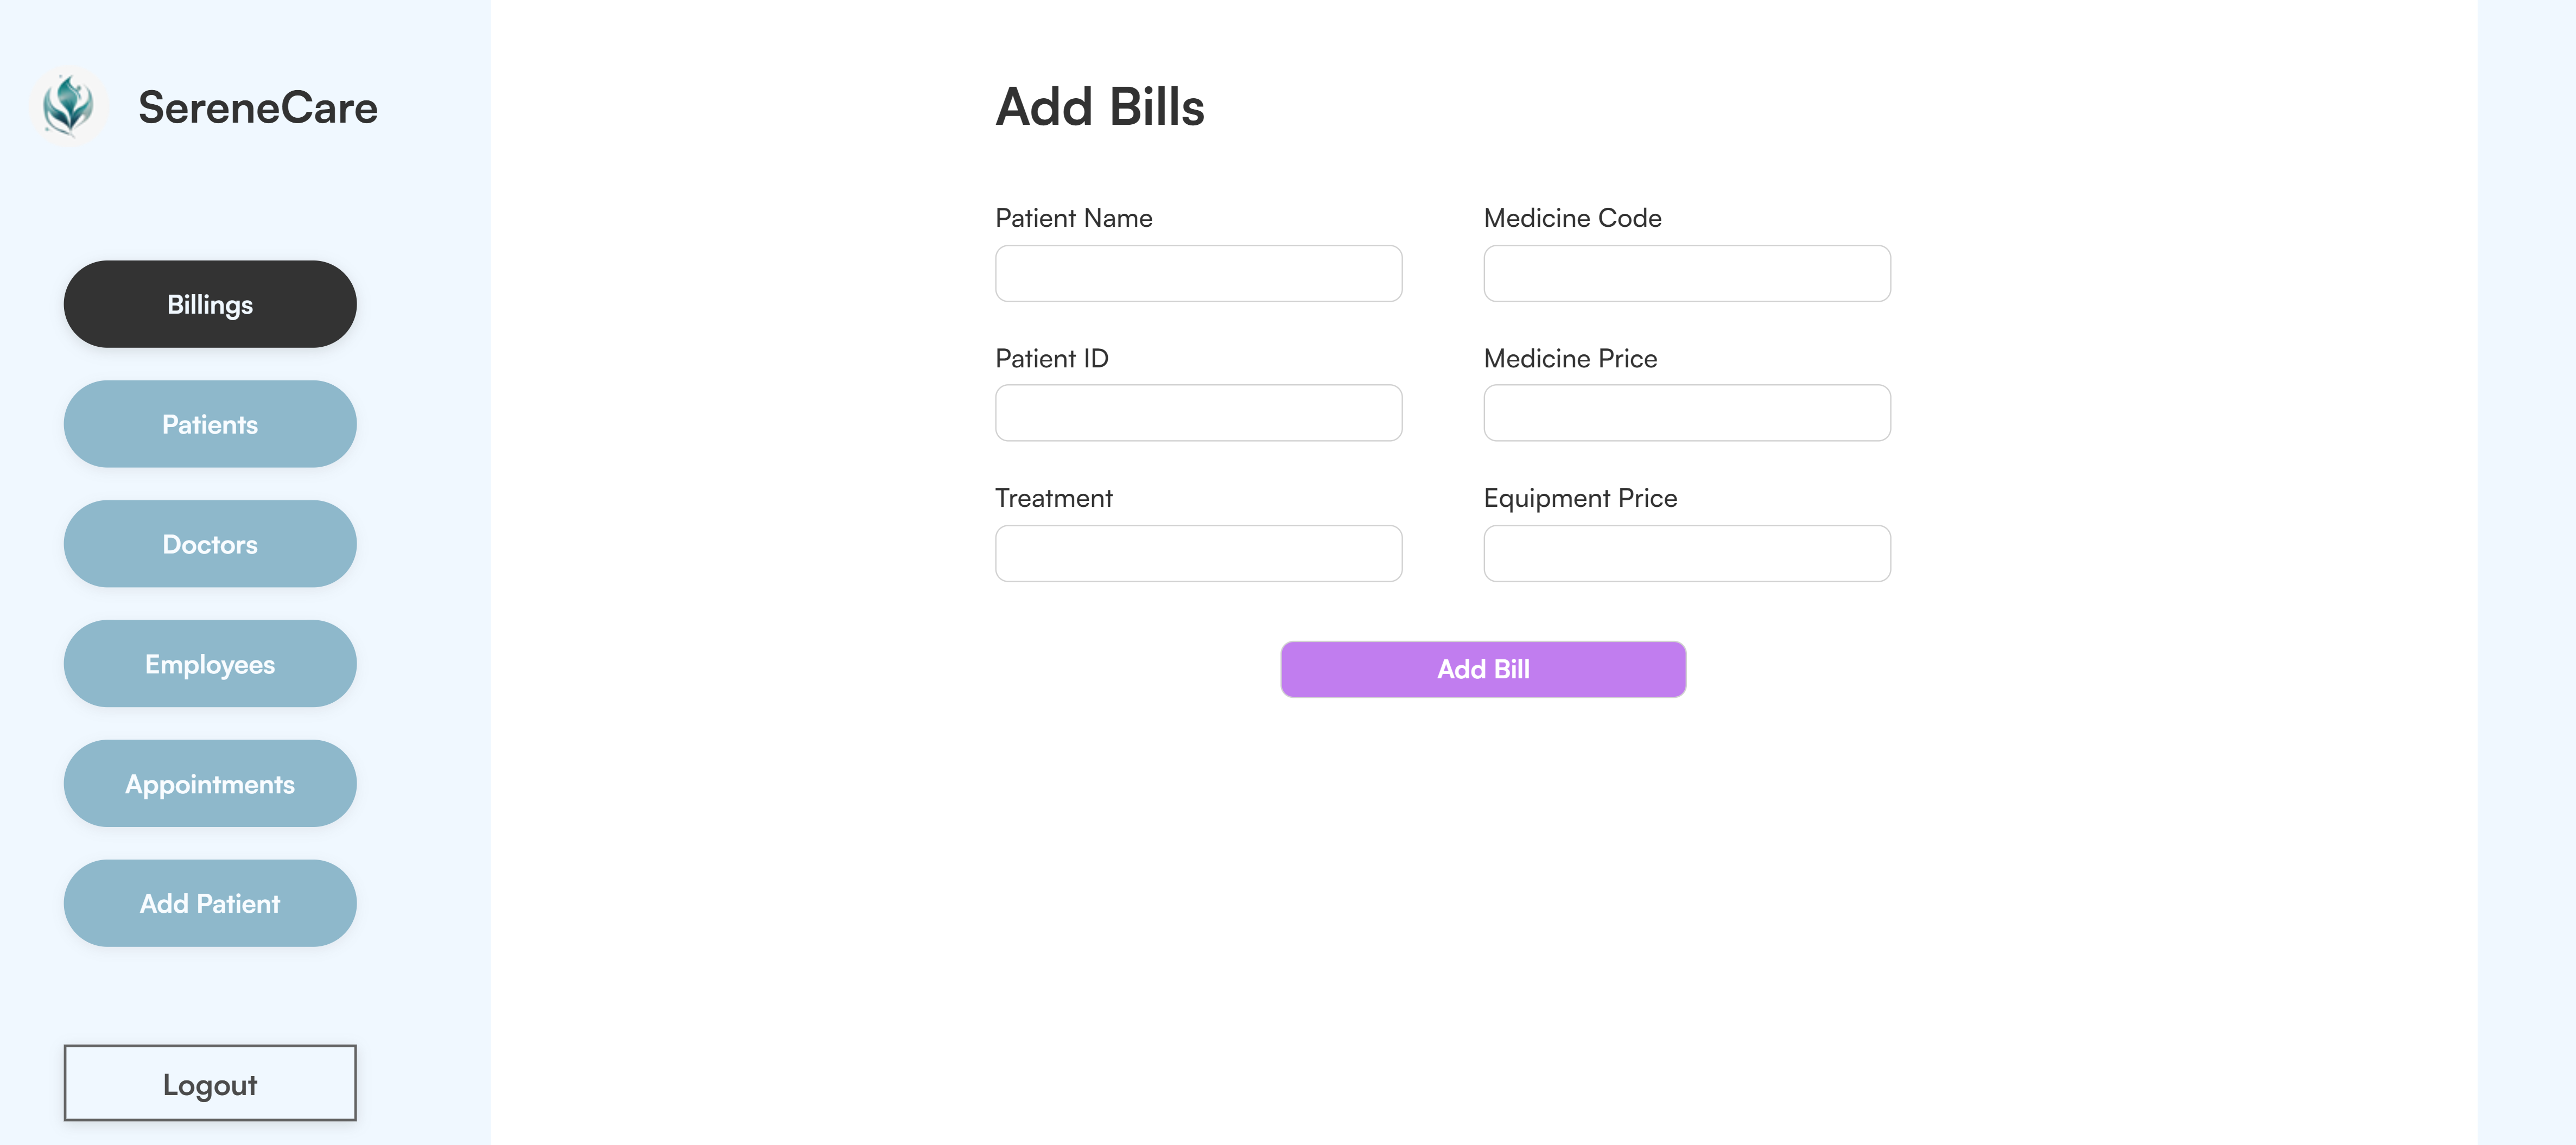 SereneCare
Billings
Patients
Doctors
Employees
Appointments
Add Patient
Logout
Add Bills
Patient Name
Medicine Code
Patient ID
Medicine Price
Treatment
Equipment Price
Add Bill